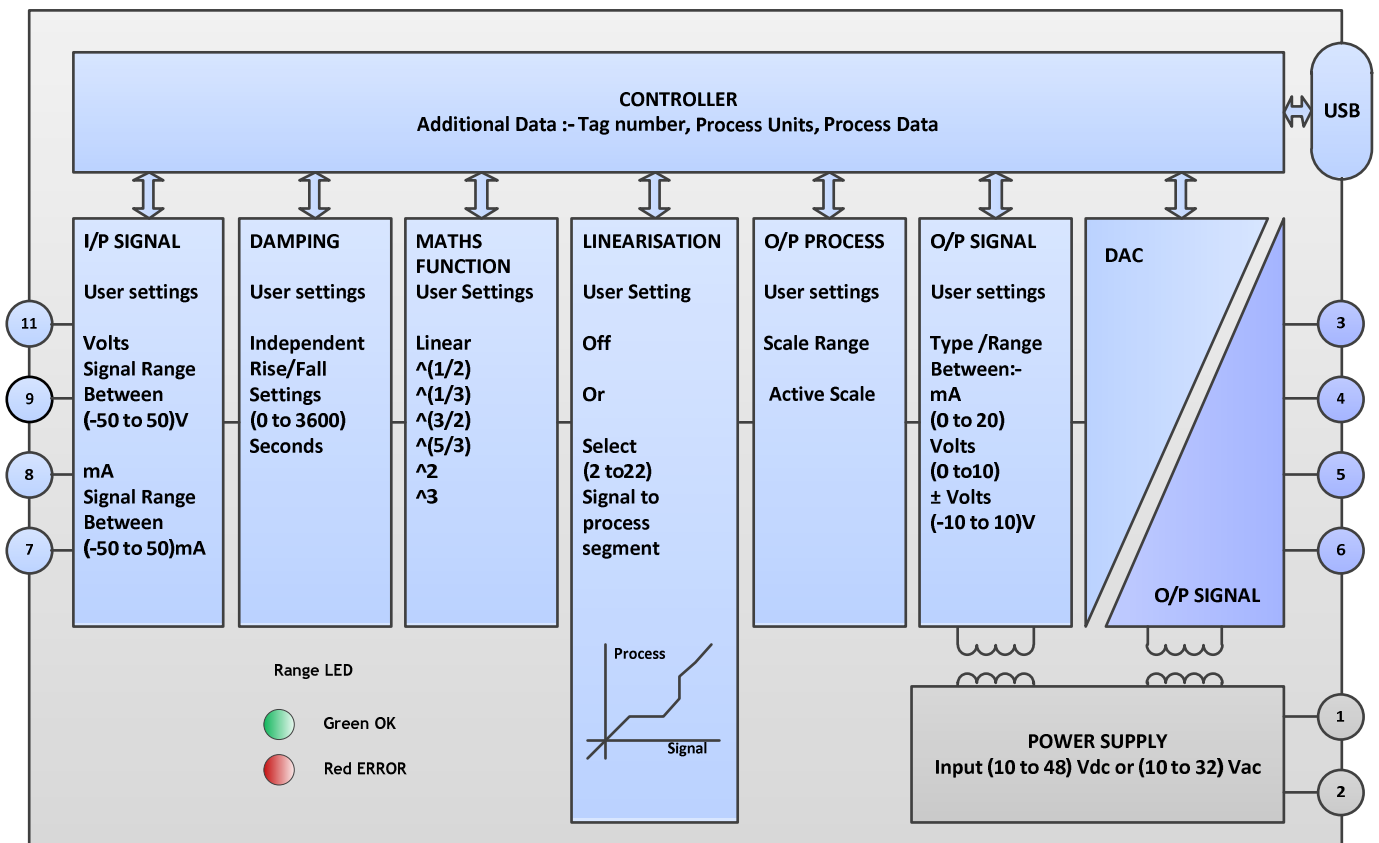 CONTROLLER
Additional Data :- Tag number, Process Units, Process Data
USB
I/P SIGNAL
User settings
Volts
Signal Range
Between
(-50 to 50)V
mA
Signal Range
Between
(-50 to 50)mA
DAMPING
User settings
Independent
Rise/Fall
Settings
(0 to 3600)
Seconds
MATHS
FUNCTION
User Settings
Linear
^(1/2)
^(1/3)
^(3/2)
^(5/3)
^2
^3
LINEARISATION
User Setting
Off
Or
Select
(2 to22)
Signal to
process
segment
Process
Signal
O/P PROCESS
User settings
Scale Range
Active Scale
O/P SIGNAL
User settings
Type /Range
Between:-
mA
(0 to 20)
Volts
(0 to10)
± Volts
(-10 to 10)V
DAC
O/P SIGNAL
11
9
8
7
3
4
5
6
1
2
Range LED
Green OK
Red ERROR
POWER SUPPLY
Input (10 to 48) Vdc or (10 to 32) Vac